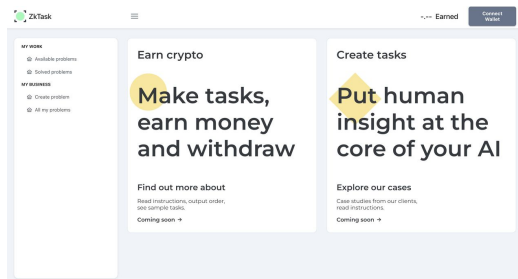 ZkTask
-.-- Earned
Connect
Wallet
MY WORK
Available problems
Solved problems
MY BUSINESS
Create problem
All my problems
Earn crypto
Make tasks,
earn money
and withdraw
Find out more about
Read instructions, output order,
see sample tasks.
Coming soon →
Create tasks
Put human
insight at the
core of your AI
Explore our cases
Case studies from our clients,
read instructions.
Coming soon →